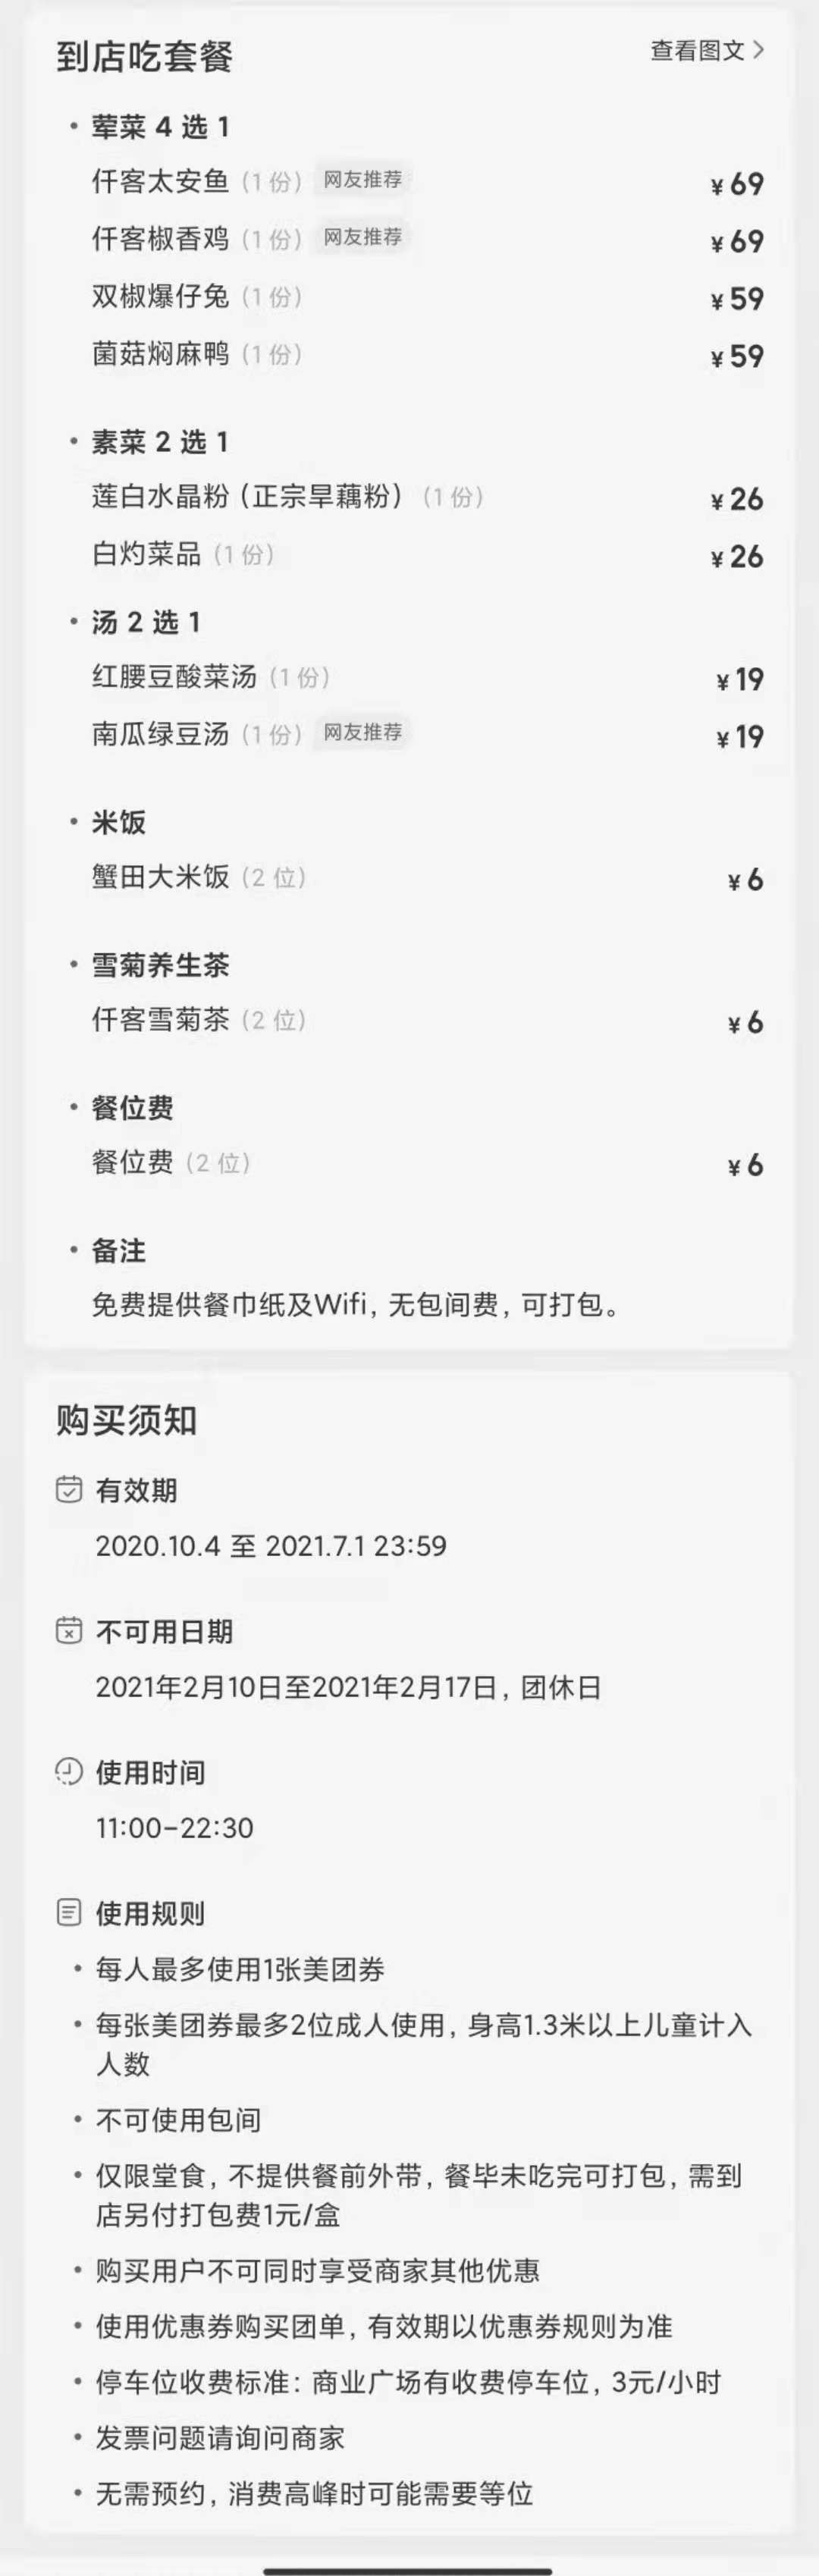 到店吃套餐
查看图文 >
• 荤菜 4 选 1
仟客太安鱼 (1 份) 网友推荐 ¥69
仟客椒香鸡 (1 份) 网友推荐 ¥69
双椒爆仔兔 (1 份) ¥59
菌菇焖麻鸭 (1 份) ¥59
• 素菜 2 选 1
莲白水晶粉（正宗旱藕粉） (1 份) ¥26
白灼菜品 (1 份) ¥26
• 汤 2 选 1
红腰豆酸菜汤 (1 份) ¥19
南瓜绿豆汤 (1 份) 网友推荐 ¥19
• 米饭
蟹田大米饭 (2 位) ¥6
• 雪菊养生茶
仟客雪菊茶 (2 位) ¥6
• 餐位费
餐位费 (2 位) ¥6
• 备注
免费提供餐巾纸及Wifi，无包间费，可打包。
购买须知
有效期
2020.10.4 至 2021.7.1 23:59
不可用日期
2021年2月10日至2021年2月17日，团休日
使用时间
11:00-22:30
使用规则
• 每人最多使用1张美团券
• 每张美团券最多2位成人使用，身高1.3米以上儿童计入
人数
• 不可使用包间
• 仅限堂食，不提供餐前外带，餐毕未吃完可打包，需到
店另付打包费1元/盒
• 购买用户不可同时享受商家其他优惠
• 使用优惠券购买团单，有效期以优惠券规则为准
• 停车位收费标准：商业广场有收费停车位，3元/小时
• 发票问题请询问商家
• 无需预约，消费高峰时可能需要等位